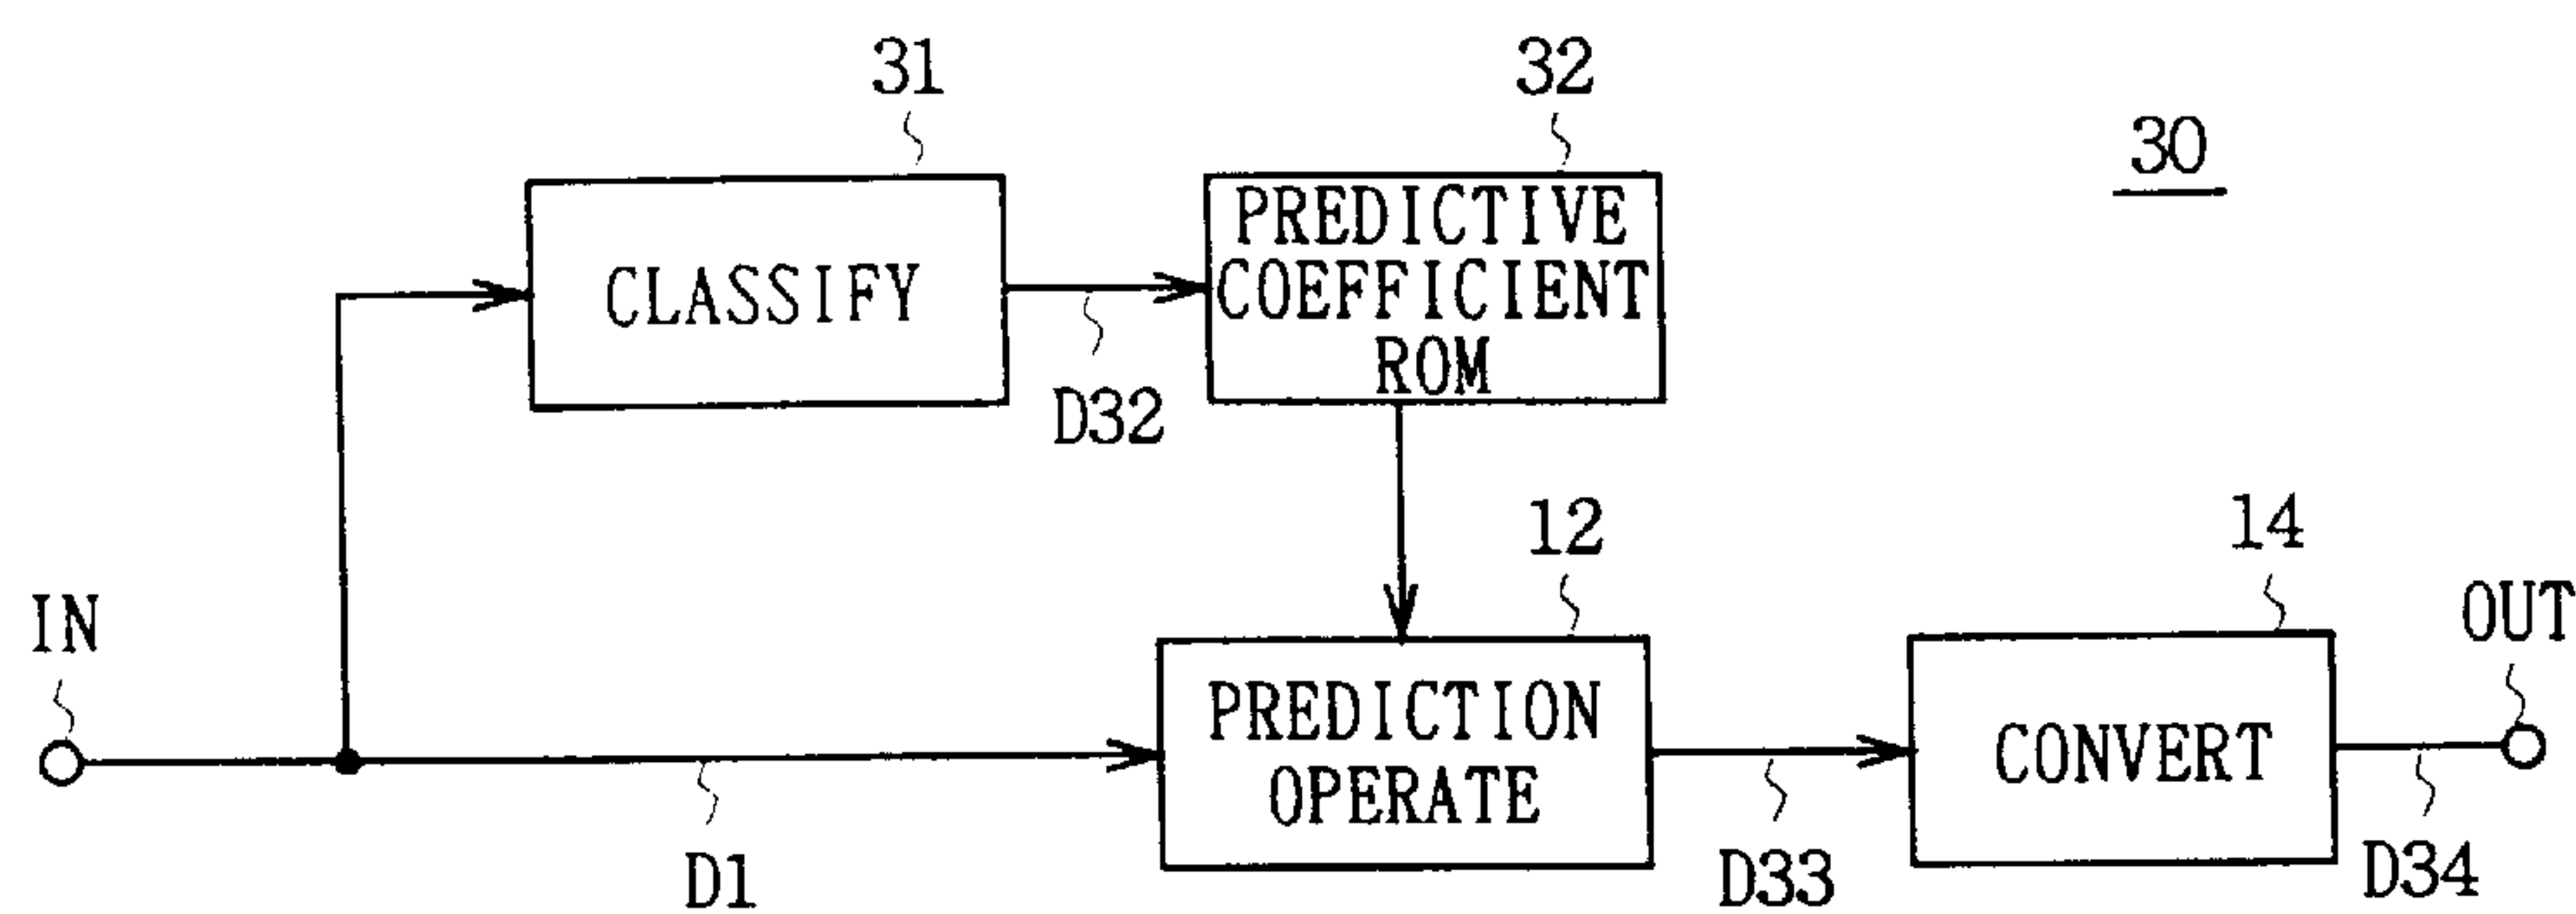 31
32
30
PREDICTIVE
COEFFICIENT
ROM
CLASSIFY
D32
12
14
IN
OUT
PREDICTION
OPERATE
CONVERT
D1
D33
D34